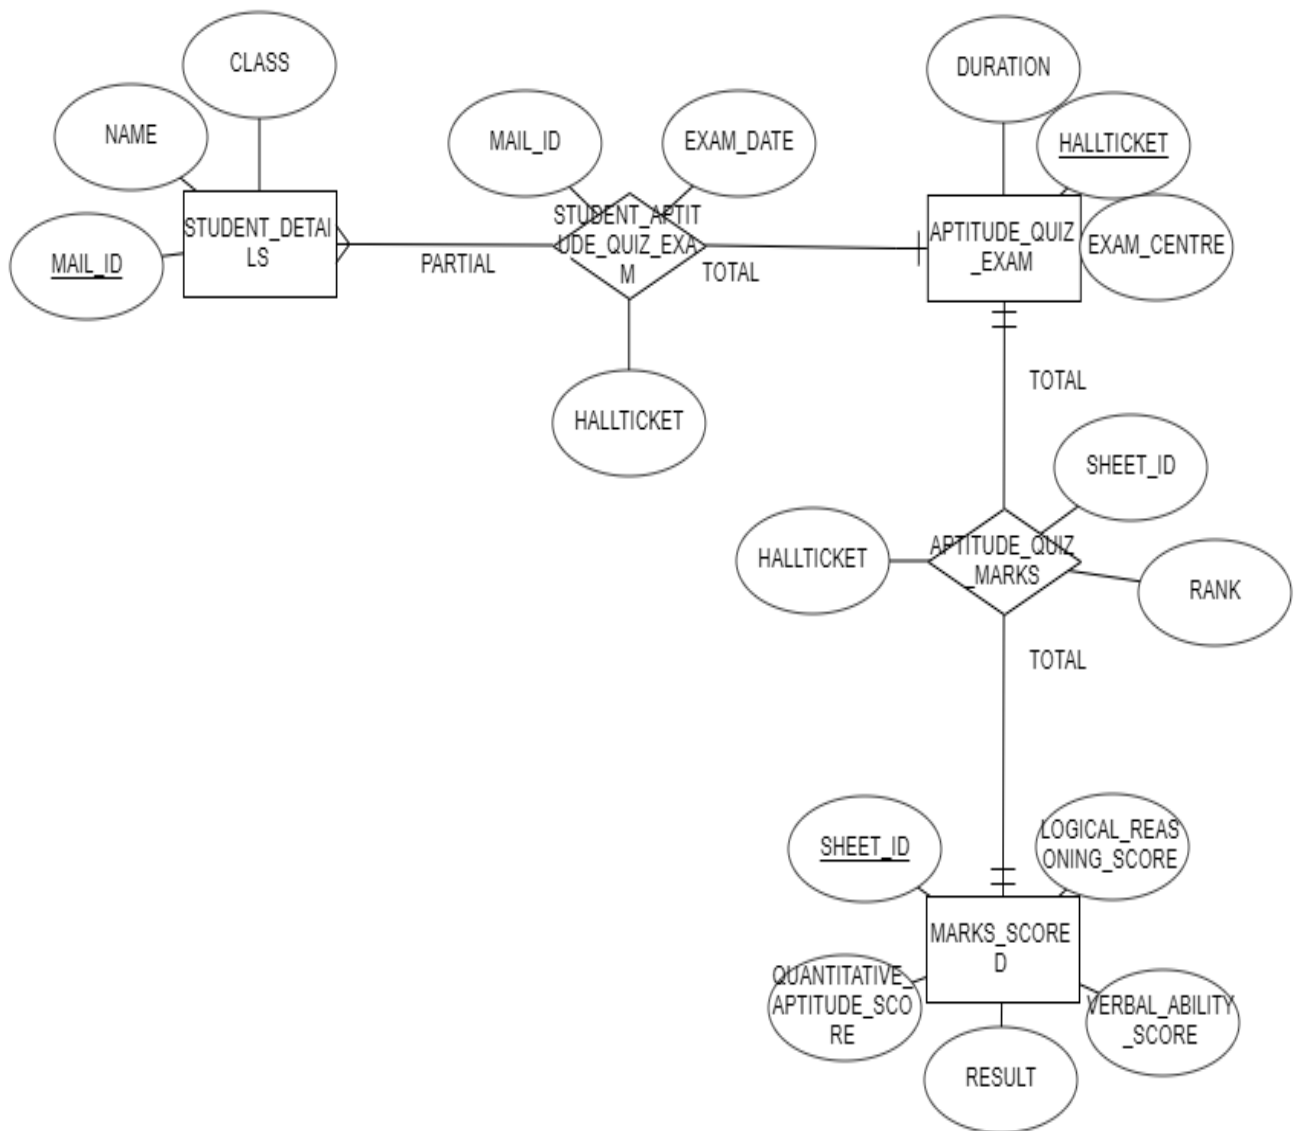 CLASS
DURATION
NAME
MAIL_ID
EXAM_DATE
HALLTICKET
STUDENT_DETAI
LS
STUDENT_APTIT
UDE_QUIZ_EXA
M
APTITUDE_QUIZ
_EXAM
EXAM_CENTRE
MAIL_ID
PARTIAL
TOTAL
TOTAL
HALLTICKET
SHEET_ID
HALLTICKET
APTITUDE_QUIZ
_MARKS
RANK
TOTAL
SHEET_ID
LOGICAL_REAS
ONING_SCORE
MARKS_SCORE
D
QUANTITATIVE_
APTITUDE_SCO
RE
VERBAL_ABILITY
_SCORE
RESULT